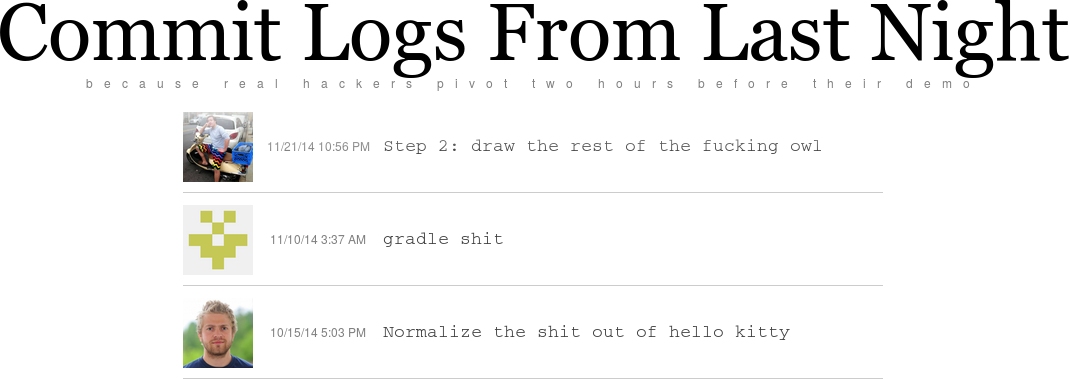 Commit Logs From Last Night
because real hackers pivot two hours before their demo
11/21/14 10:56 PM Step 2: draw the rest of the fucking owl
11/10/14 3:37 AM gradle shit
10/15/14 5:03 PM Normalize the shit out of hello kitty